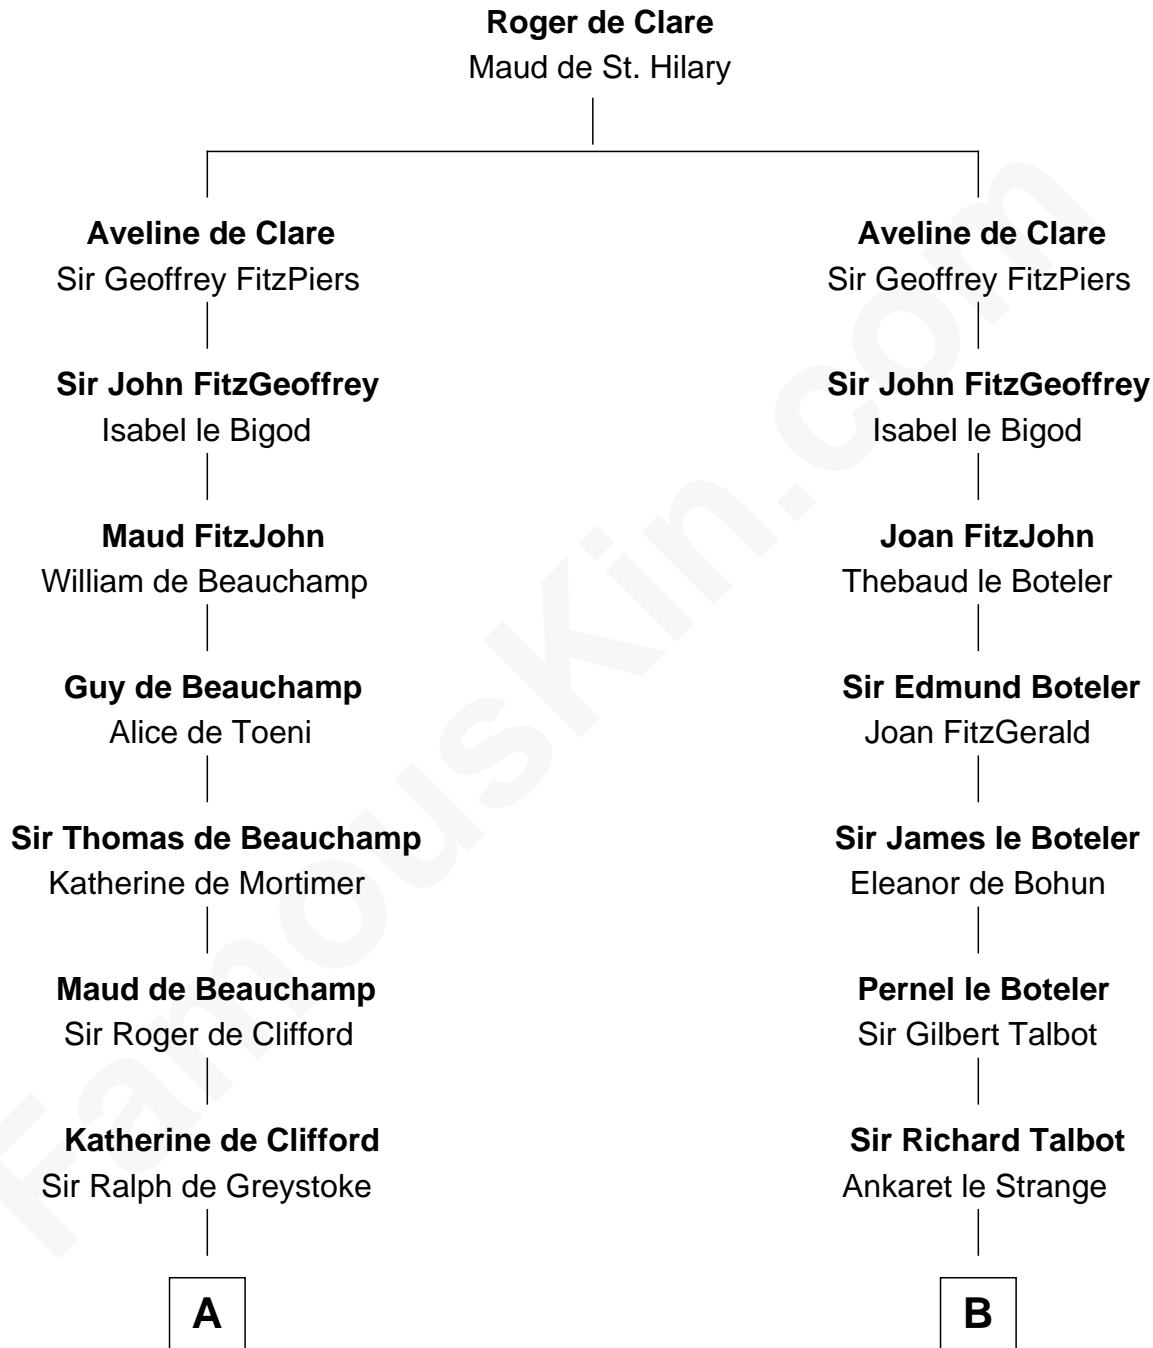 Roger de Clare
Maud de St. Hilary
Aveline de Clare
Sir Geoffrey FitzPiers
Sir John FitzGeoffrey
Isabel le Bigod
Maud FitzJohn
William de Beauchamp
Guy de Beauchamp
Alice de Toeni
Sir Thomas de Beauchamp
Katherine de Mortimer
Maud de Beauchamp
Sir Roger de Clifford
Katherine de Clifford
Sir Ralph de Greystoke
A
Aveline de Clare
Sir Geoffrey FitzPiers
Sir John FitzGeoffrey
Isabel le Bigod
Joan FitzJohn
Thebaud le Boteler
Sir Edmund Boteler
Joan FitzGerald
Sir James le Boteler
Eleanor de Bohun
Pernel le Boteler
Sir Gilbert Talbot
Sir Richard Talbot
Ankaret le Strange
B
FamousKin.com